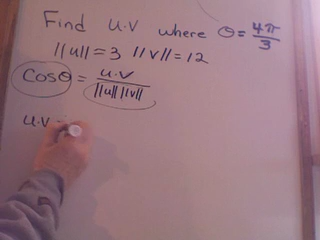 Find u·v where θ = 4π/3
||u|| = 3 ||v|| = 12
Cosθ = u·v / ||u|| ||v||
u·v =